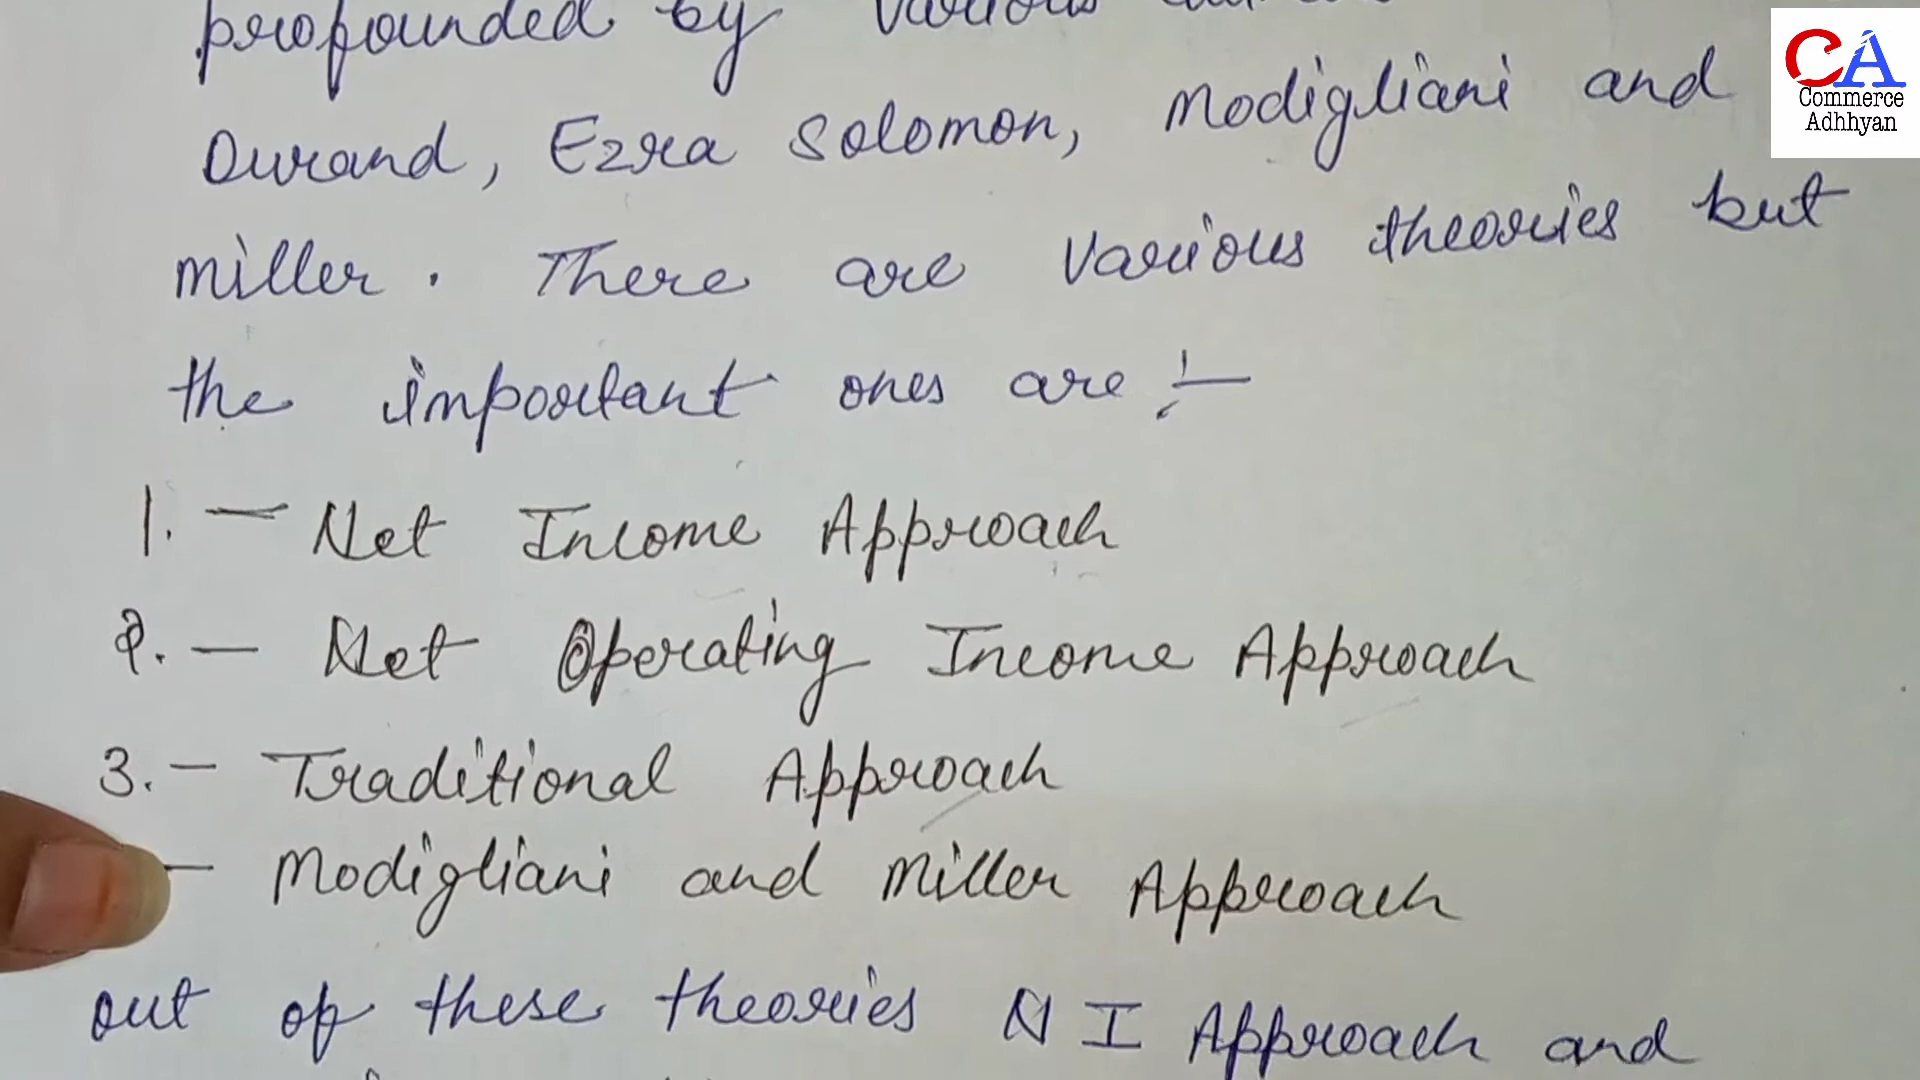 profounded by various
Durand, Ezra Solomon, Modigliani and
miller. There are various theories but
the important ones are :-
1. - Net Income Approach
2. - Net Operating Income Approach
3. - Traditional Approach
- Modigliani and Miller Approach
out of these theories N I Approach and
CA
Commerce
Adhhyan